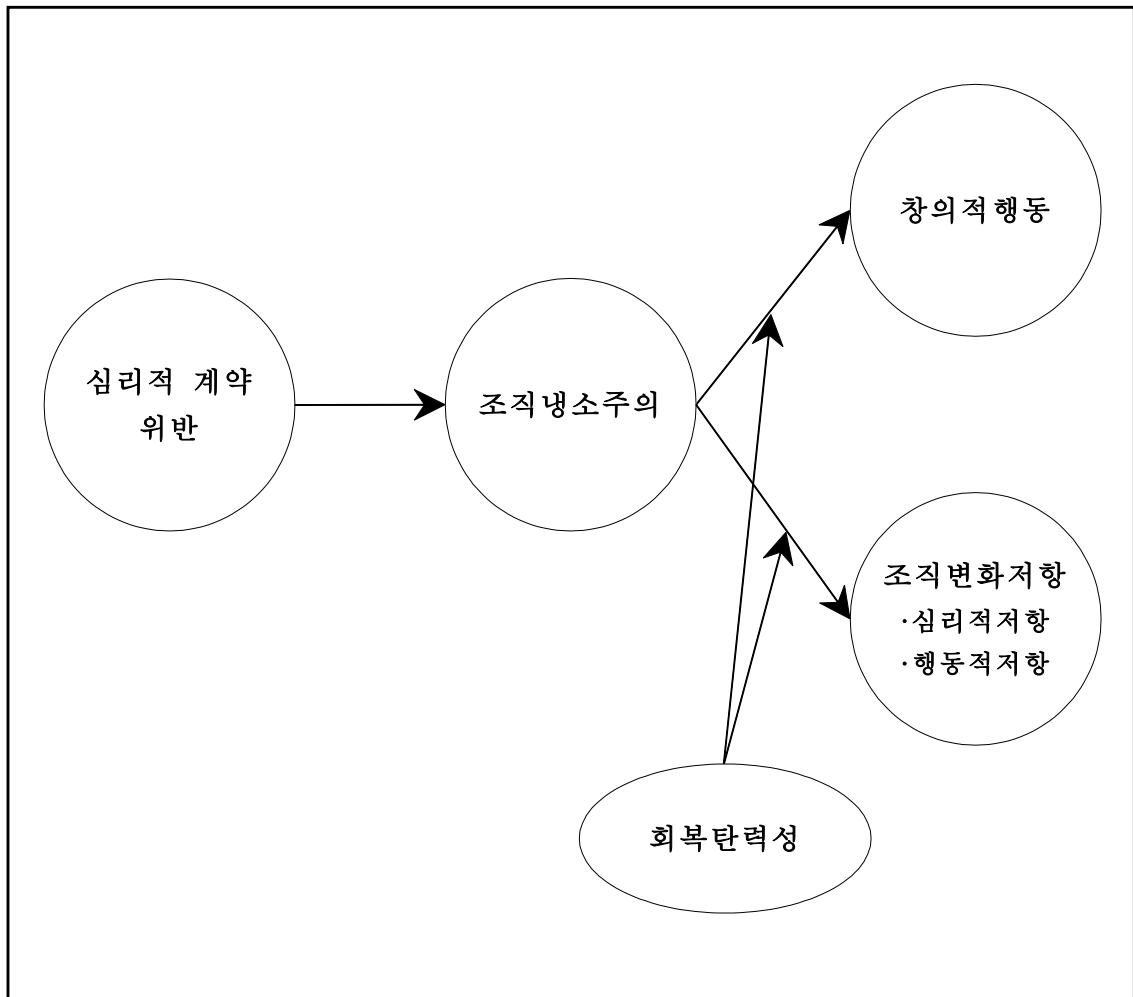 창의적행동
심리적 계약
위반
조직냉소주의
조직변화저항
·심리적저항
·행동적저항
회복탄력성